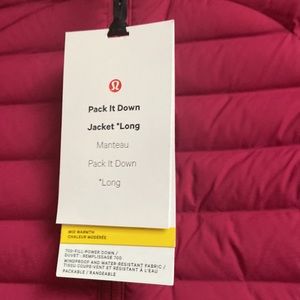 Pack It Down
Jacket *Long
Manteau
Pack It Down
*Long
MID WARMTH
CHALEUR MODÉRÉE
700-FILL-POWER DOWN /
DUVET : REMPLISSAGE 700
WINDPROOF AND WATER-RESISTANT FABRIC /
TISSU COUPE-VENT ET RÉSISTANT À L'EAU
PACKABLE / RANGEABLE